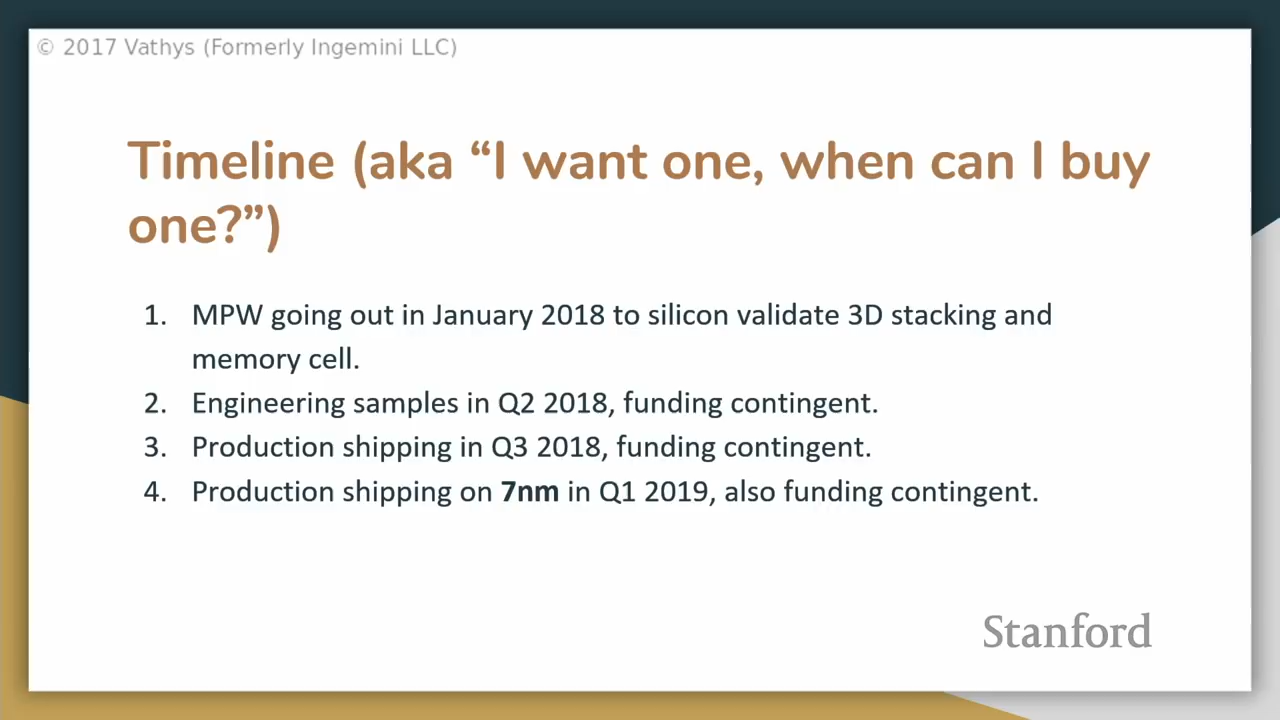 © 2017 Vathys (Formerly Ingemini LLC)
Timeline (aka “I want one, when can I buy
one?”)
1. MPW going out in January 2018 to silicon validate 3D stacking and
memory cell.
2. Engineering samples in Q2 2018, funding contingent.
3. Production shipping in Q3 2018, funding contingent.
4. Production shipping on 7nm in Q1 2019, also funding contingent.
Stanford